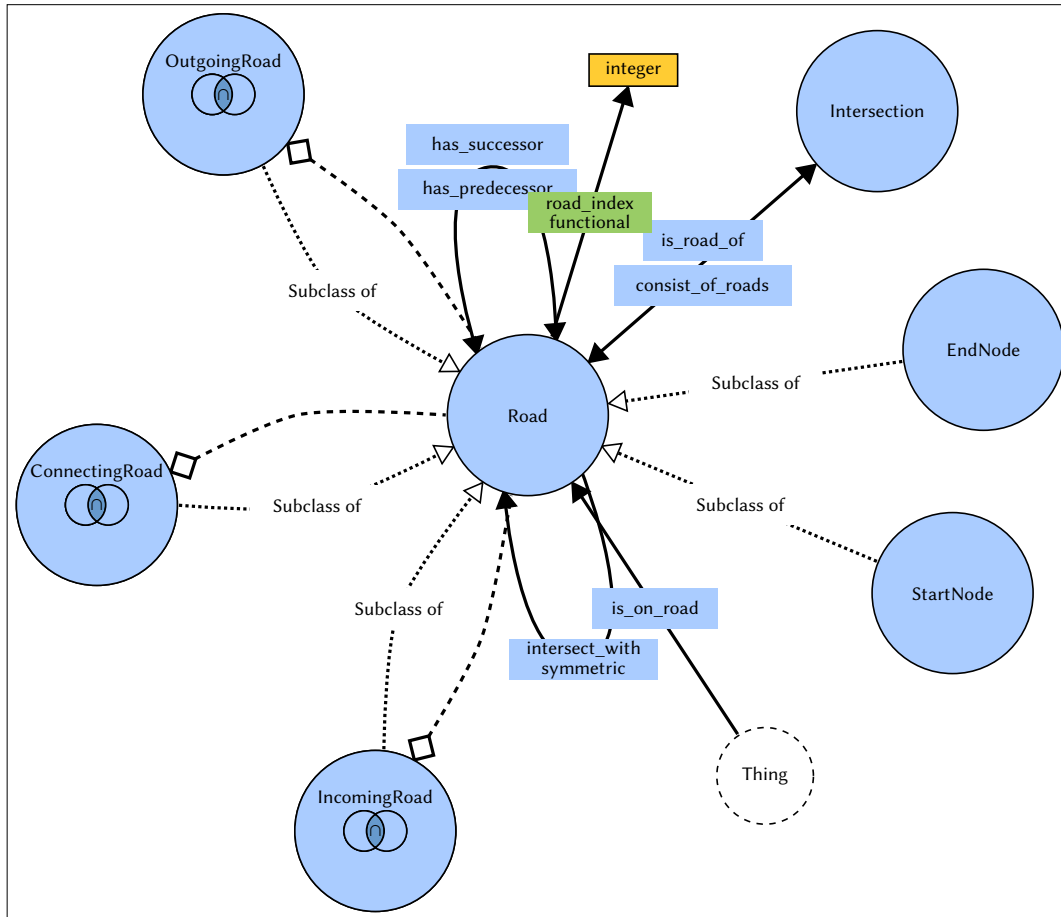 OutgoingRoad
∩
integer
Intersection
has_successor
has_predecessor
road_index
functional
is_road_of
consist_of_roads
Subclass of
EndNode
Subclass of
Road
ConnectingRoad
∩
Subclass of
Subclass of
StartNode
Subclass of
is_on_road
intersect_with
symmetric
Thing
IncomingRoad
∩